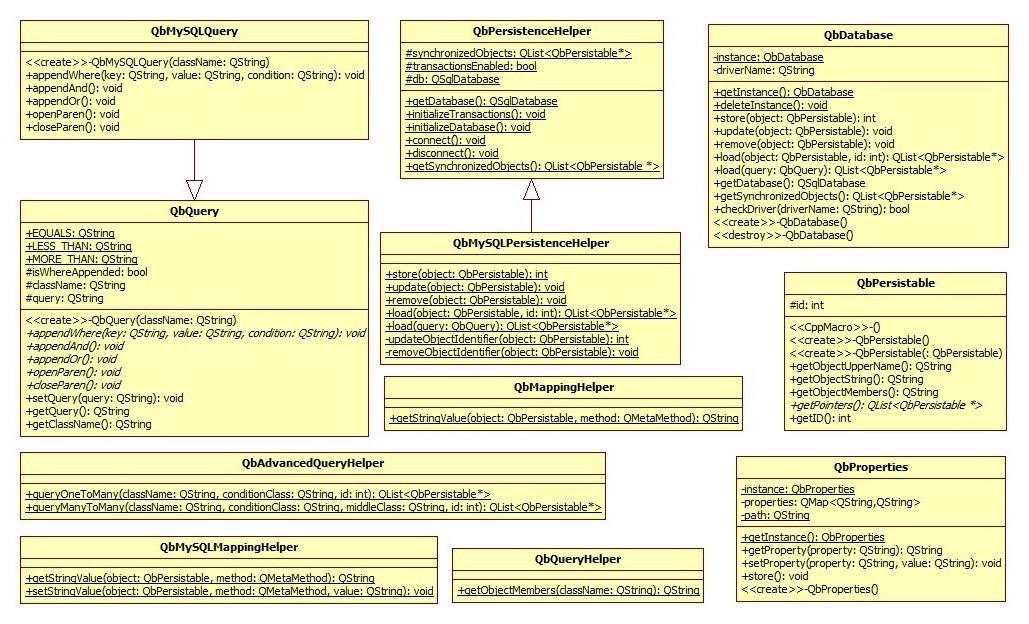 QbMySQLQuery
<<create>>-QbMySQLQuery(className: QString)
+appendWhere(key: QString, value: QString, condition: QString): void
+appendAnd(): void
+appendOr(): void
+openParen(): void
+closeParen(): void
QbPersistenceHelper
#synchronizedObjects: QList<QbPersistable*>
#transactionsEnabled: bool
#db: QSqlDatabase
+getDatabase(): QSqlDatabase
+initializeTransactions(): void
+initializeDatabase(): void
+connect(): void
+disconnect(): void
+getSynchronizedObjects(): QList<QbPersistable *>
QbDatabase
-instance: QbDatabase
-driverName: QString
+getInstance(): QbDatabase
+deleteInstance(): void
+store(object: QbPersistable): int
+update(object: QbPersistable): void
+remove(object: QbPersistable): void
+load(object: QbPersistable, id: int): QList<QbPersistable*>
+load(query: QbQuery): QList<QbPersistable*>
+getDatabase(): QSqlDatabase
+getSynchronizedObjects(): QList<QbPersistable*>
+checkDriver(driverName: QString): bool
<<create>>-QbDatabase()
<<destroy>>-QbDatabase()
QbQuery
+EQUALS: QString
+LESS_THAN: QString
+MORE_THAN: QString
#isWhereAppended: bool
#className: QString
#query: QString
<<create>>-QbQuery(className: QString)
+appendWhere(key: QString, value: QString, condition: QString): void
+appendAnd(): void
+appendOr(): void
+openParen(): void
+closeParen(): void
+setQuery(query: QString): void
+getQuery(): QString
+getClassName(): QString
QbMySQLPersistenceHelper
+store(object: QbPersistable): int
+update(object: QbPersistable): void
+remove(object: QbPersistable): void
+load(object: QbPersistable, id: int): QList<QbPersistable*>
+load(query: QbQuery): QList<QbPersistable*>
-updateObjectIdentifier(object: QbPersistable): int
-removeObjectIdentifier(object: QbPersistable): void
QbPersistable
#id: int
<<CppMacro>>-()
<<create>>-QbPersistable()
<<create>>-QbPersistable(: QbPersistable)
+getObjectUpperName(): QString
+getObjectString(): QString
+getObjectMembers(): QString
+getPointers(): QList<QbPersistable *>
+getID(): int
QbMappingHelper
+getStringValue(object: QbPersistable, method: QMetaMethod): QString
QbAdvancedQueryHelper
+queryOneToMany(className: QString, conditionClass: QString, id: int): QList<QbPersistable*>
+queryManyToMany(className: QString, conditionClass: QString, middleClass: QString, id: int): QList<QbPersistable*>
QbProperties
-instance: QbProperties
-properties: QMap<QString,QString>
-path: QString
+getInstance(): QbProperties
+getProperty(property: QString): QString
+setProperty(property: QString, value: QString): void
+store(): void
<<create>>-QbProperties()
QbMySQLMappingHelper
+getStringValue(object: QbPersistable, method: QMetaMethod): QString
+setStringValue(object: QbPersistable, method: QMetaMethod, value: QString): void
QbQueryHelper
+getObjectMembers(className: QString): QString